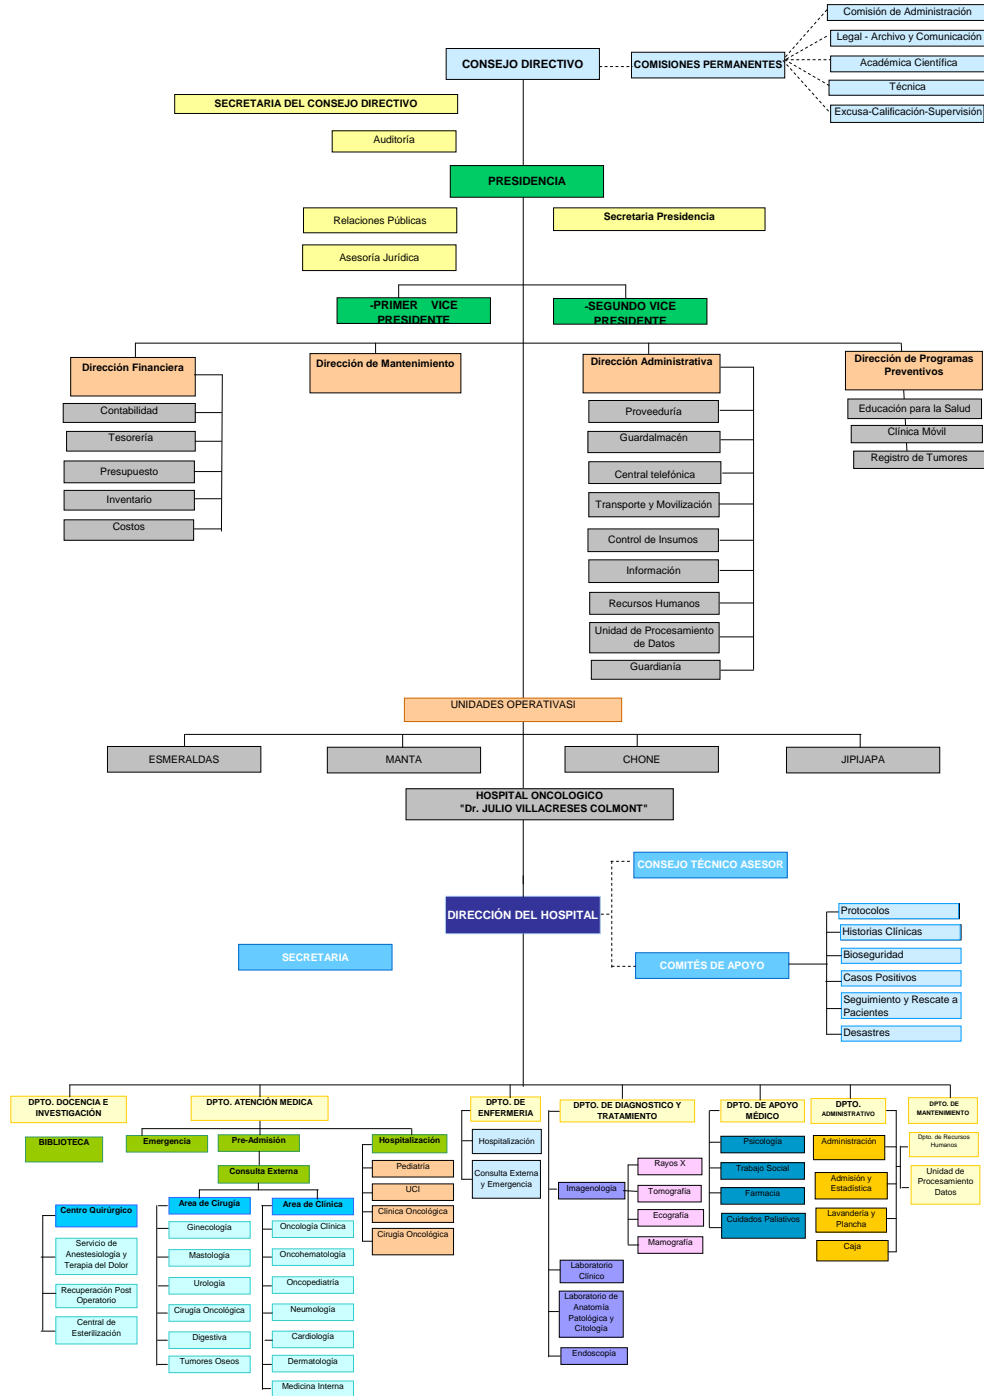 Comisión de Administración
Legal - Archivo y Comunicación
CONSEJO DIRECTIVO
COMISIONES PERMANENTES
Académica Científica
Técnica
Excusa-Calificación-Supervisión
SECRETARIA DEL CONSEJO DIRECTIVO
Auditoría
PRESIDENCIA
Relaciones Públicas
Secretaria Presidencia
Asesoría Jurídica
-PRIMER VICE
PRESIDENTE
-SEGUNDO VICE
PRESIDENTE
Dirección Financiera
Dirección de Mantenimiento
Dirección Administrativa
Dirección de Programas
Preventivos
Contabilidad
Tesorería
Presupuesto
Inventario
Costos
Proveeduría
Guardalmacén
Central telefónica
Transporte y Movilización
Control de Insumos
Información
Recursos Humanos
Unidad de Procesamiento
de Datos
Guardianía
Educación para la Salud
Clínica Móvil
Registro de Tumores
UNIDADES OPERATIVASI
ESMERALDAS
MANTA
CHONE
JIPIJAPA
HOSPITAL ONCOLOGICO
"Dr. JULIO VILLACRESES COLMONT"
CONSEJO TÉCNICO ASESOR
DIRECCIÓN DEL HOSPITAL
SECRETARIA
COMITÉS DE APOYO
Protocolos
Historias Clínicas
Bioseguridad
Casos Positivos
Seguimiento y Rescate a
Pacientes
Desastres
DPTO. DOCENCIA E
INVESTIGACIÓN
BIBLIOTECA
DPTO. ATENCIÓN MEDICA
Emergencia
Pre-Admisión
Hospitalización
Consulta Externa
Pediatría
UCI
Clínica Oncológica
Cirugía Oncológica
Centro Quirúrgico
Servicio de
Anestesiología y
Terapia del Dolor
Recuperación Post
Operatorio
Central de
Esterilización
Area de Cirugía
Ginecología
Mastología
Urología
Cirugía Oncológica
Digestiva
Tumores Oseos
Area de Clínica
Oncología Clínica
Oncohematología
Oncopediatría
Neumología
Cardiología
Dermatología
Medicina Interna
DPTO. DE
ENFERMERIA
Hospitalización
Consulta Externa
y Emergencia
DPTO. DE DIAGNOSTICO Y
TRATAMIENTO
Imagenología
Rayos X
Tomografía
Ecografía
Mamografía
Laboratorio
Clínico
Laboratorio de
Anatomía
Patológica y
Citología
Endoscopía
DPTO. DE APOYO
MÉDICO
Psicología
Trabajo Social
Farmacia
Cuidados Paliativos
DPTO.
ADMINISTRATIVO
Administración
Admisión y
Estadística
Lavandería y
Plancha
Caja
DPTO. DE
MANTENIMIENTO
Dpto. de Recursos
Humanos
Unidad de
Procesamiento
Datos